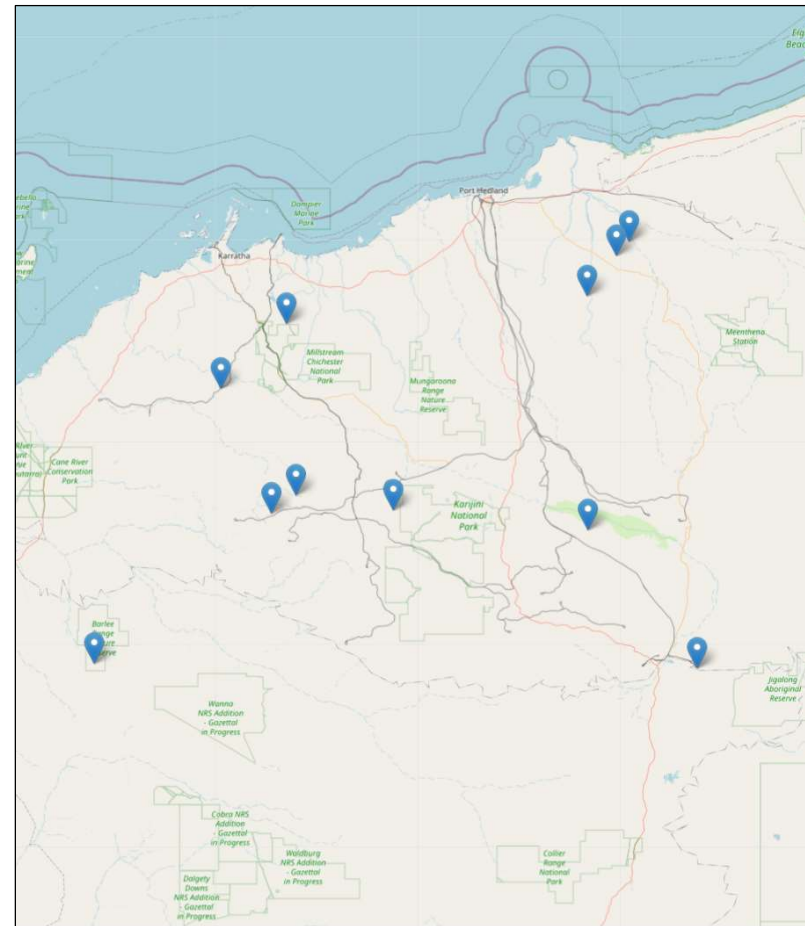 Dampier
Marine
Park
Port Hedland
Karratha
Meenthena
Station
Millstream
Chichester
National
Park
Mungaroona
Range
Nature
Reserve
Cane River
Conservation
Park
Karijini
National
Park
Barlee
Range
Nature
Reserve
Jigalong
Aboriginal
Reserve
Wanna
NRS Addition
- Gazettal
in Progress
Cobra NRS
Addition
- Gazettal
in Progress
Waldburg
NRS Addition
- Gazettal
in Progress
Collier
Range
National
Park
Dalgety
Downs
NRS Addition
- Gazettal
in Progress